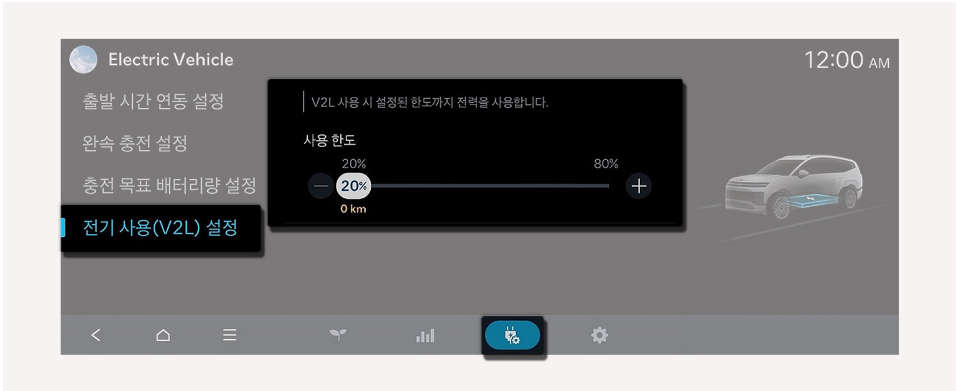 Electric Vehicle
12:00 AM
출발 시간 연동 설정
완속 충전 설정
충전 목표 배터리량 설정
전기 사용(V2L) 설정
V2L 사용 시 설정된 한도까지 전력을 사용합니다.
사용 한도
20% 80%
20%
0 km